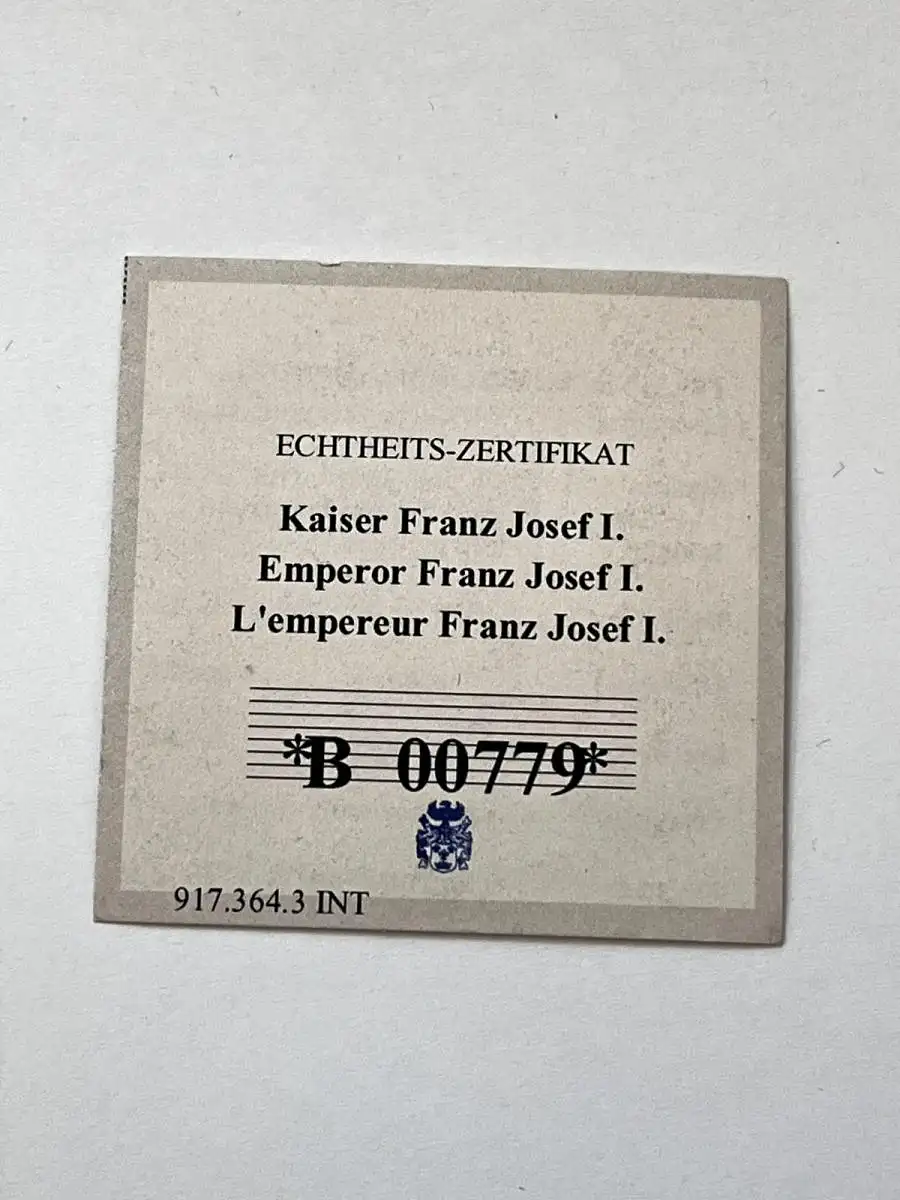 ECHTHEITS-ZERTIFIKAT
Kaiser Franz Josef I.
Emperor Franz Josef I.
L'empereur Franz Josef I.
*B 00779*
917.364.3 INT